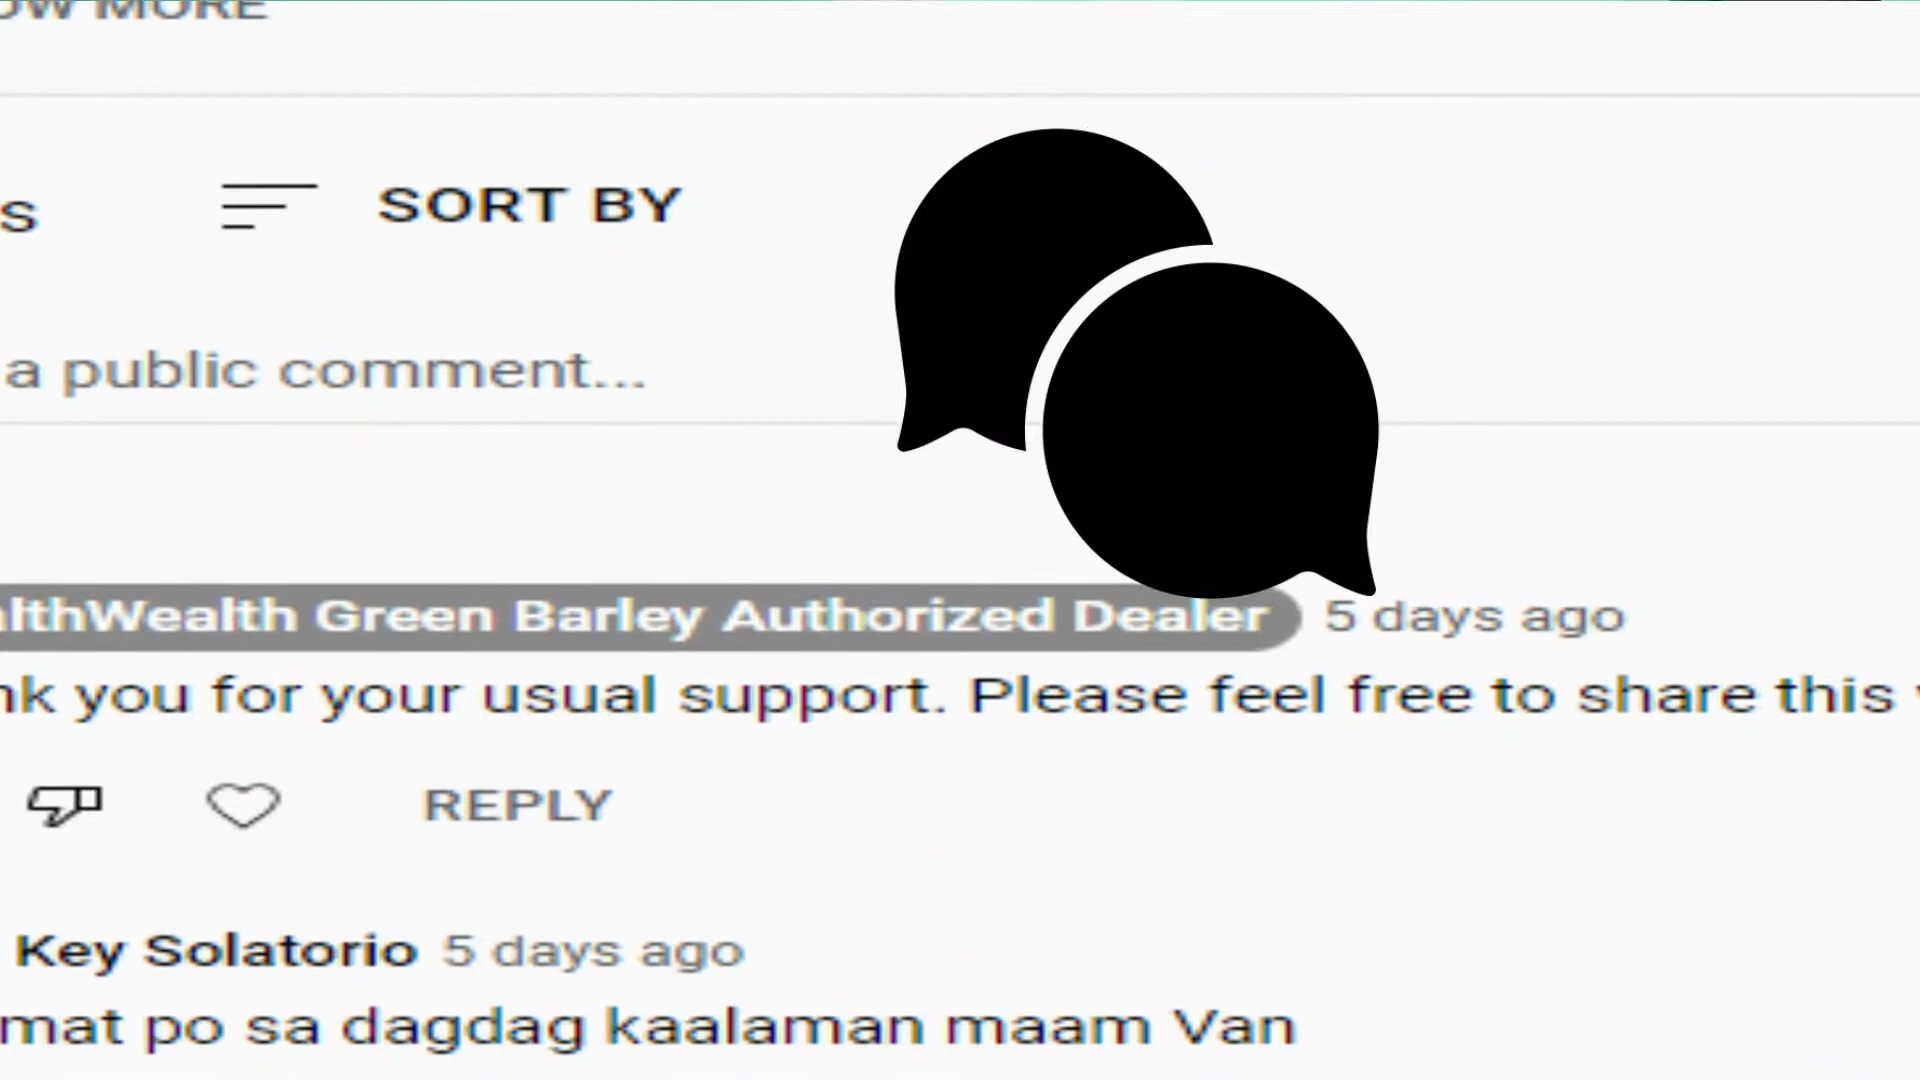 OW MORE
s
SORT BY
a public comment...
althWealth Green Barley Authorized Dealer 5 days ago
nk you for your usual support. Please feel free to share this
REPLY
Key Solatorio 5 days ago
mat po sa dagdag kaalaman maam Van